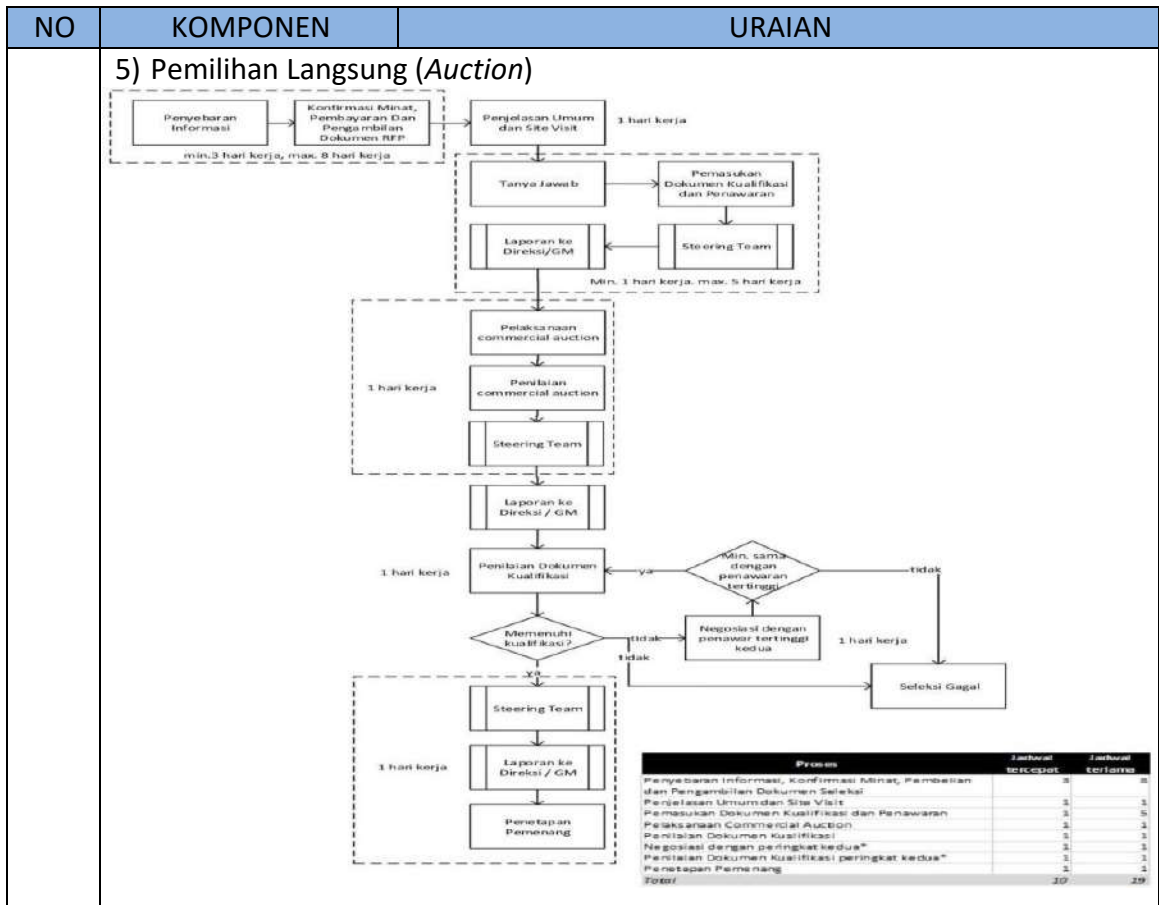 NO KOMPONEN URAIAN
5) Pemilihan Langsung (Auction)
Penyebaran
Informasi
Konfirmasi Minat,
Pembayaran Dan
Pengambilan
Dokumen RFP
min.3 hari kerja, max. 8 hari kerja
Penjelasan Umum
dan Site Visit
1 hari kerja
Tanya Jawab
Pemasukan
Dokumen Kualifikasi
dan Penawaran
Laporan ke
Direksi/GM
Steering Team
Min. 1 hari kerja. max. 5 hari kerja
Pelaksanaan
commercial auction
1 hari kerja
Penilaian
commercial auction
Steering Team
Laporan ke
Direksi / GM
1 hari kerja
Penilaian Dokumen
Kualifikasi
ya
Min. sama
dengan
penawaran
tertinggi
tidak
Memenuhi
kualifikasi?
tidak
Negosiasi dengan
penawar tertinggi
kedua
1 hari kerja
tidak
ya
Seleksi Gagal
Steering Team
1 hari kerja
Laporan ke
Direksi / GM
Penetapan
Pemenang
Proses Jadwal tercepat Jadwal terlama
Penyebaran Informasi, Konfirmasi Minat, Pembelian 3 8
dan Pengambilan Dokumen Seleksi
Penjelasan Umum dan Site Visit 1 1
Pemasukan Dokumen Kualifikasi dan Penawaran 1 5
Pelaksanaan Commercial Auction 1 1
Penilaian Dokumen Kualifikasi 1 1
Negosiasi dengan peringkat kedua* 1 1
Penilaian Dokumen Kualifikasi peringkat kedua* 1 1
Penetapan Pemenang 1 1
Total 10 19